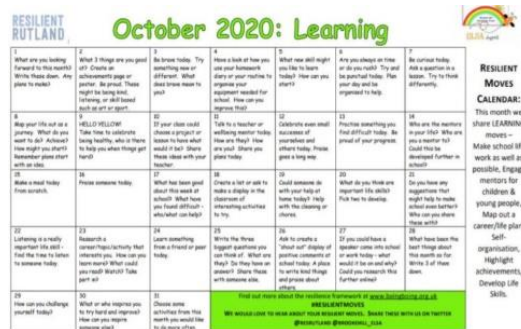 RESILIENT
RUTLAND
October 2020: Learning
1
What are you looking
forward to this month?
Write these down. Any
plans to make?
2
What 3 things are you good
at? Create an
achievements page or
poster. Be proud. These
might be being kind,
listening, or skill based
such as art or sport.
3
Be brave today. Try
something new or
different. What
does brave mean to
you?
4
Have a look at how you
use your homework
diary or your routine to
organise your
equipment needed for
school. How can you
improve this?
5
What new skill might
you like to learn
today? How can you
start?
6
Are you always on time
or do you rush? Try and
be punctual today. Plan
your day and be
organised to help.
7
Be curious today.
Ask a question in a
lesson. Try to think
differently.
8
Map your life out as a
journey. What do you
want to do? Achieve?
How might you start?
Remember plans start
with an idea.
9
HELLO YELLOW!
Take time to celebrate
being healthy, who is there
to help you when things get
hard?
10
If your class could
choose a project or
lesson to have what
would it be? Share
these ideas with your
teacher.
11
Talk to a teacher or
wellbeing mentor today.
How are they? How
are you? Share you
plans today.
12
Celebrate even small
successes of
yourselves and
others today. Praise
goes a long way.
13
Practise something you
find difficult today. Be
proud of your progress.
14
Who are the mentors
in your life? Who are
you a mentor to?
Could this be
developed further in
school?
15
Make a meal today
from scratch.
16
Praise someone today.
17
What has been good
about this week at
school? What have
you found difficult -
who/what can help?
18
Create a list or ask to
make a display in the
classroom of
interesting activities
to try.
19
Could someone do
with your help at
home today? Help
with the cleaning or
chores.
20
What do you think are
important life skills?
Pick two to develop.
21
Do you have any
suggestions that
might help to make
school even better?
Who can you share
these with?
22
Listening is a really
important life skill -
find the time to listen
to someone today.
23
Research a
career/topic/activity that
interests you. How can you
learn more? What could
you read? Watch? Take
part in?
24
Learn something
from a friend or peer
today.
25
Write the three
biggest questions you
can think of. What are
they? Do they have an
answer? Share these
with someone else.
26
Ask to create a
"shout out" display of
positive comments at
school today. A place
to write kind things
and praise about
others.
27
If you could have a
speaker come into school
or work today - what
would it be on and why?
Could you research this
further online?
28
What have been the
best things about
this month so far.
Write 3 of them
down.
29
How can you challenge
yourself today?
30
What or who inspires you
to try hard and improve?
How can you inspire
someone else?
31
Choose some
activities from this
month you would like
to do more often.
Find out more about the resilience framework at www.boingboing.org.uk
#RESILIENTMOVES
WE WOULD LOVE TO HEAR ABOUT YOUR RESILIENT MOVES. SHARE THESE WITH US ON TWITTER
RESILIENT
MOVES
CALENDAR:
This month we
share LEARNING
moves –
Make school life
work as well as
possible, Engage
mentors for
children &
young people,
Map out a
career/life plan,
Self-
organisation,
Highlight
achievements,
Develop Life
Skills.